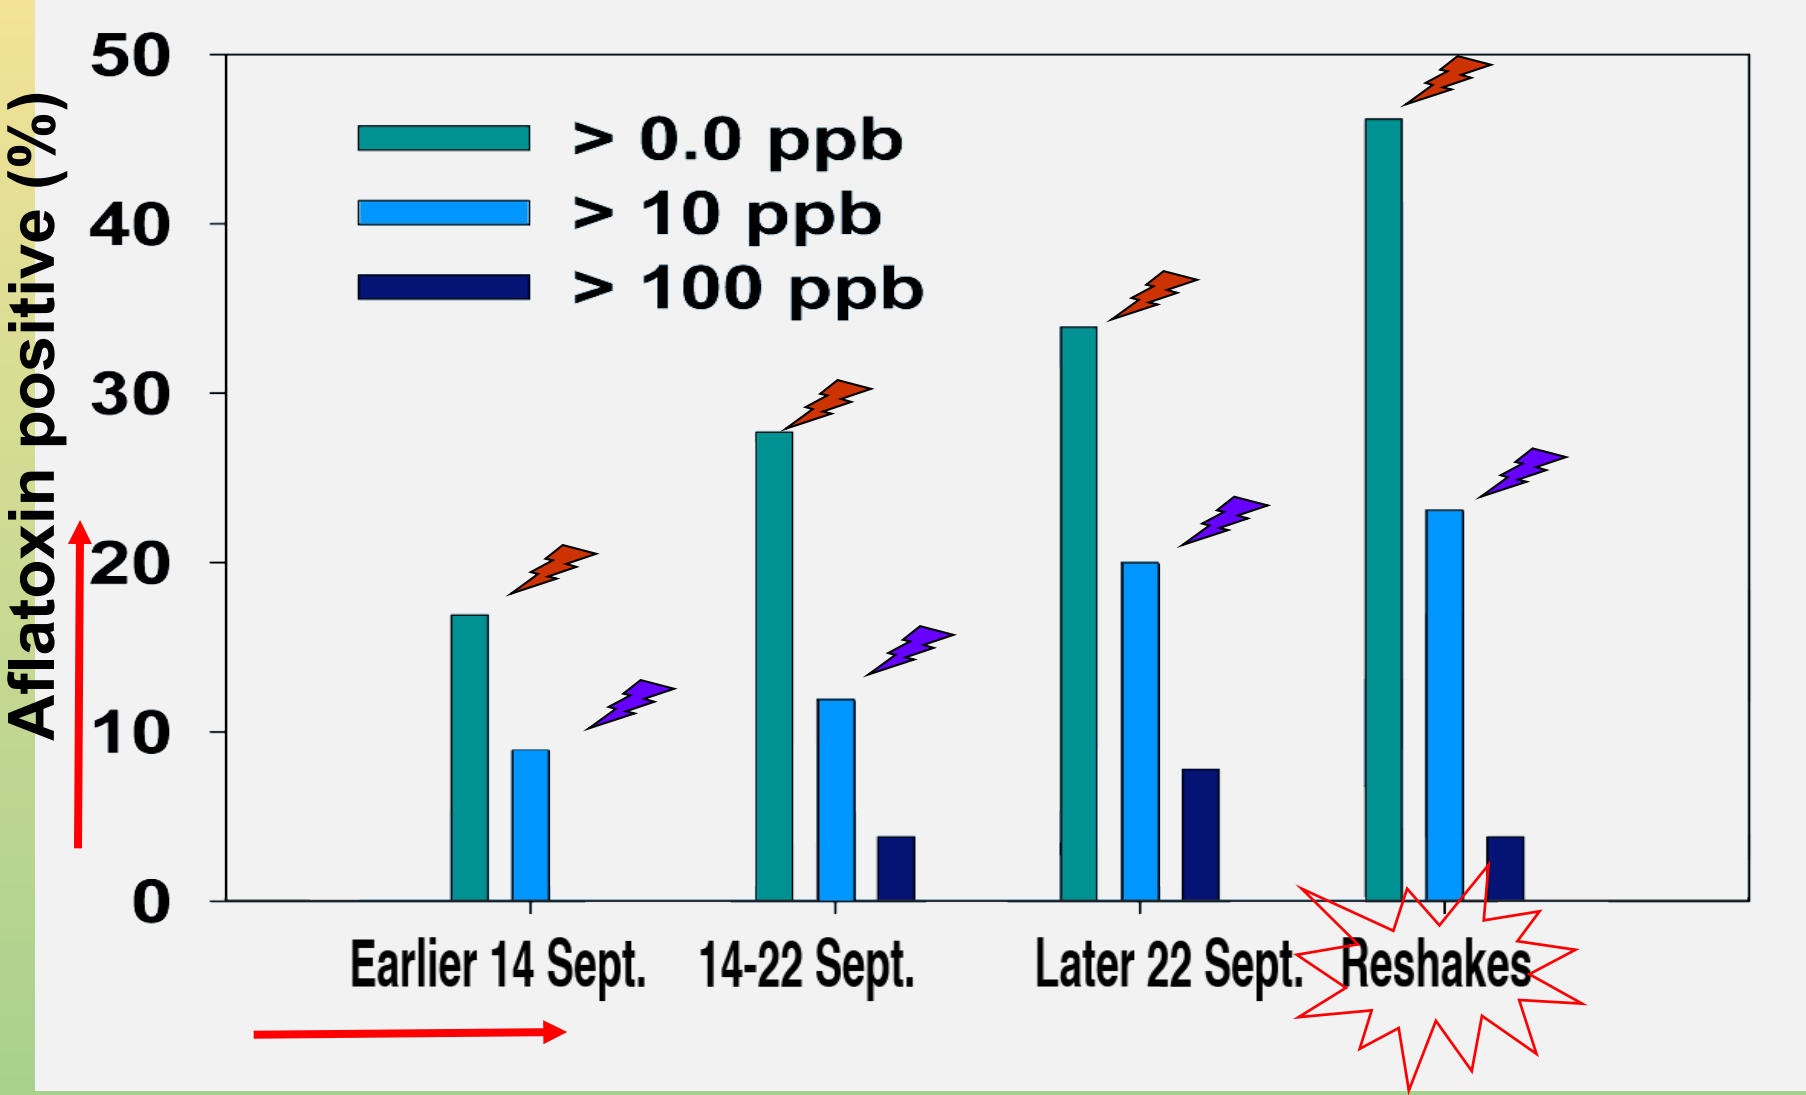 Aflatoxin positive (%)
50
40
30
20
10
0
> 0.0 ppb
> 10 ppb
> 100 ppb
Earlier 14 Sept.
14-22 Sept.
Later 22 Sept.
Reshakes